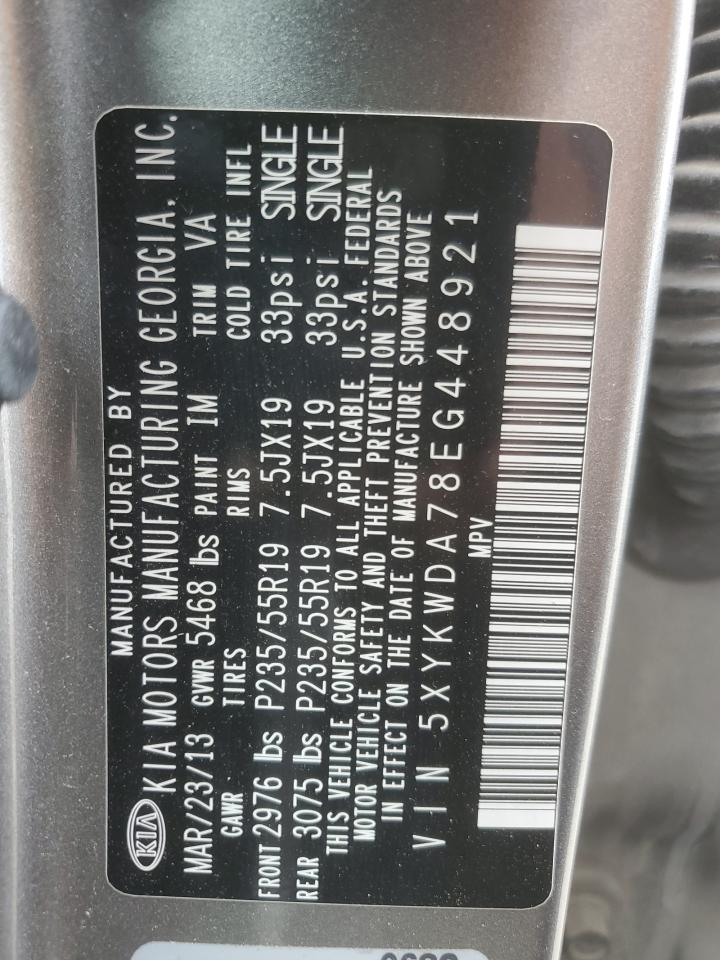 MANUFACTURED BY
KIA KIA MOTORS MANUFACTURING GEORGIA, INC.
MAR/23/13 GVWR 5468 lbs PAINT IM TRIM VA
GAWR TIRES RIMS COLD TIRE INFL
FRONT 2976 lbs P235/55R19 7.5JX19 33psi SINGLE
REAR 3075 lbs P235/55R19 7.5JX19 33psi SINGLE
THIS VEHICLE CONFORMS TO ALL APPLICABLE U.S.A. FEDERAL
MOTOR VEHICLE SAFETY AND THEFT PREVENTION STANDARDS
IN EFFECT ON THE DATE OF MANUFACTURE SHOWN ABOVE
VIN 5XYKWDA78EG448921
MPV